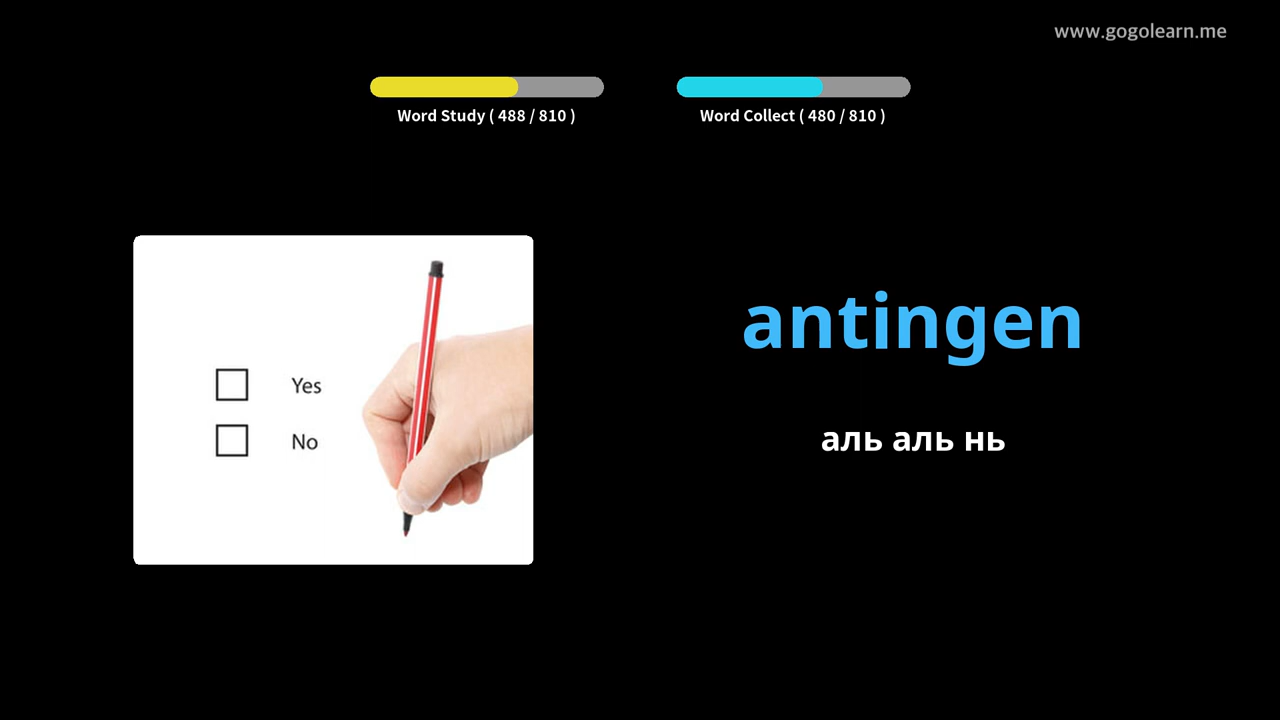 www.gogolearn.me
Word Study ( 488 / 810 )
Word Collect ( 480 / 810 )
Yes
No
antingen
аль аль нь